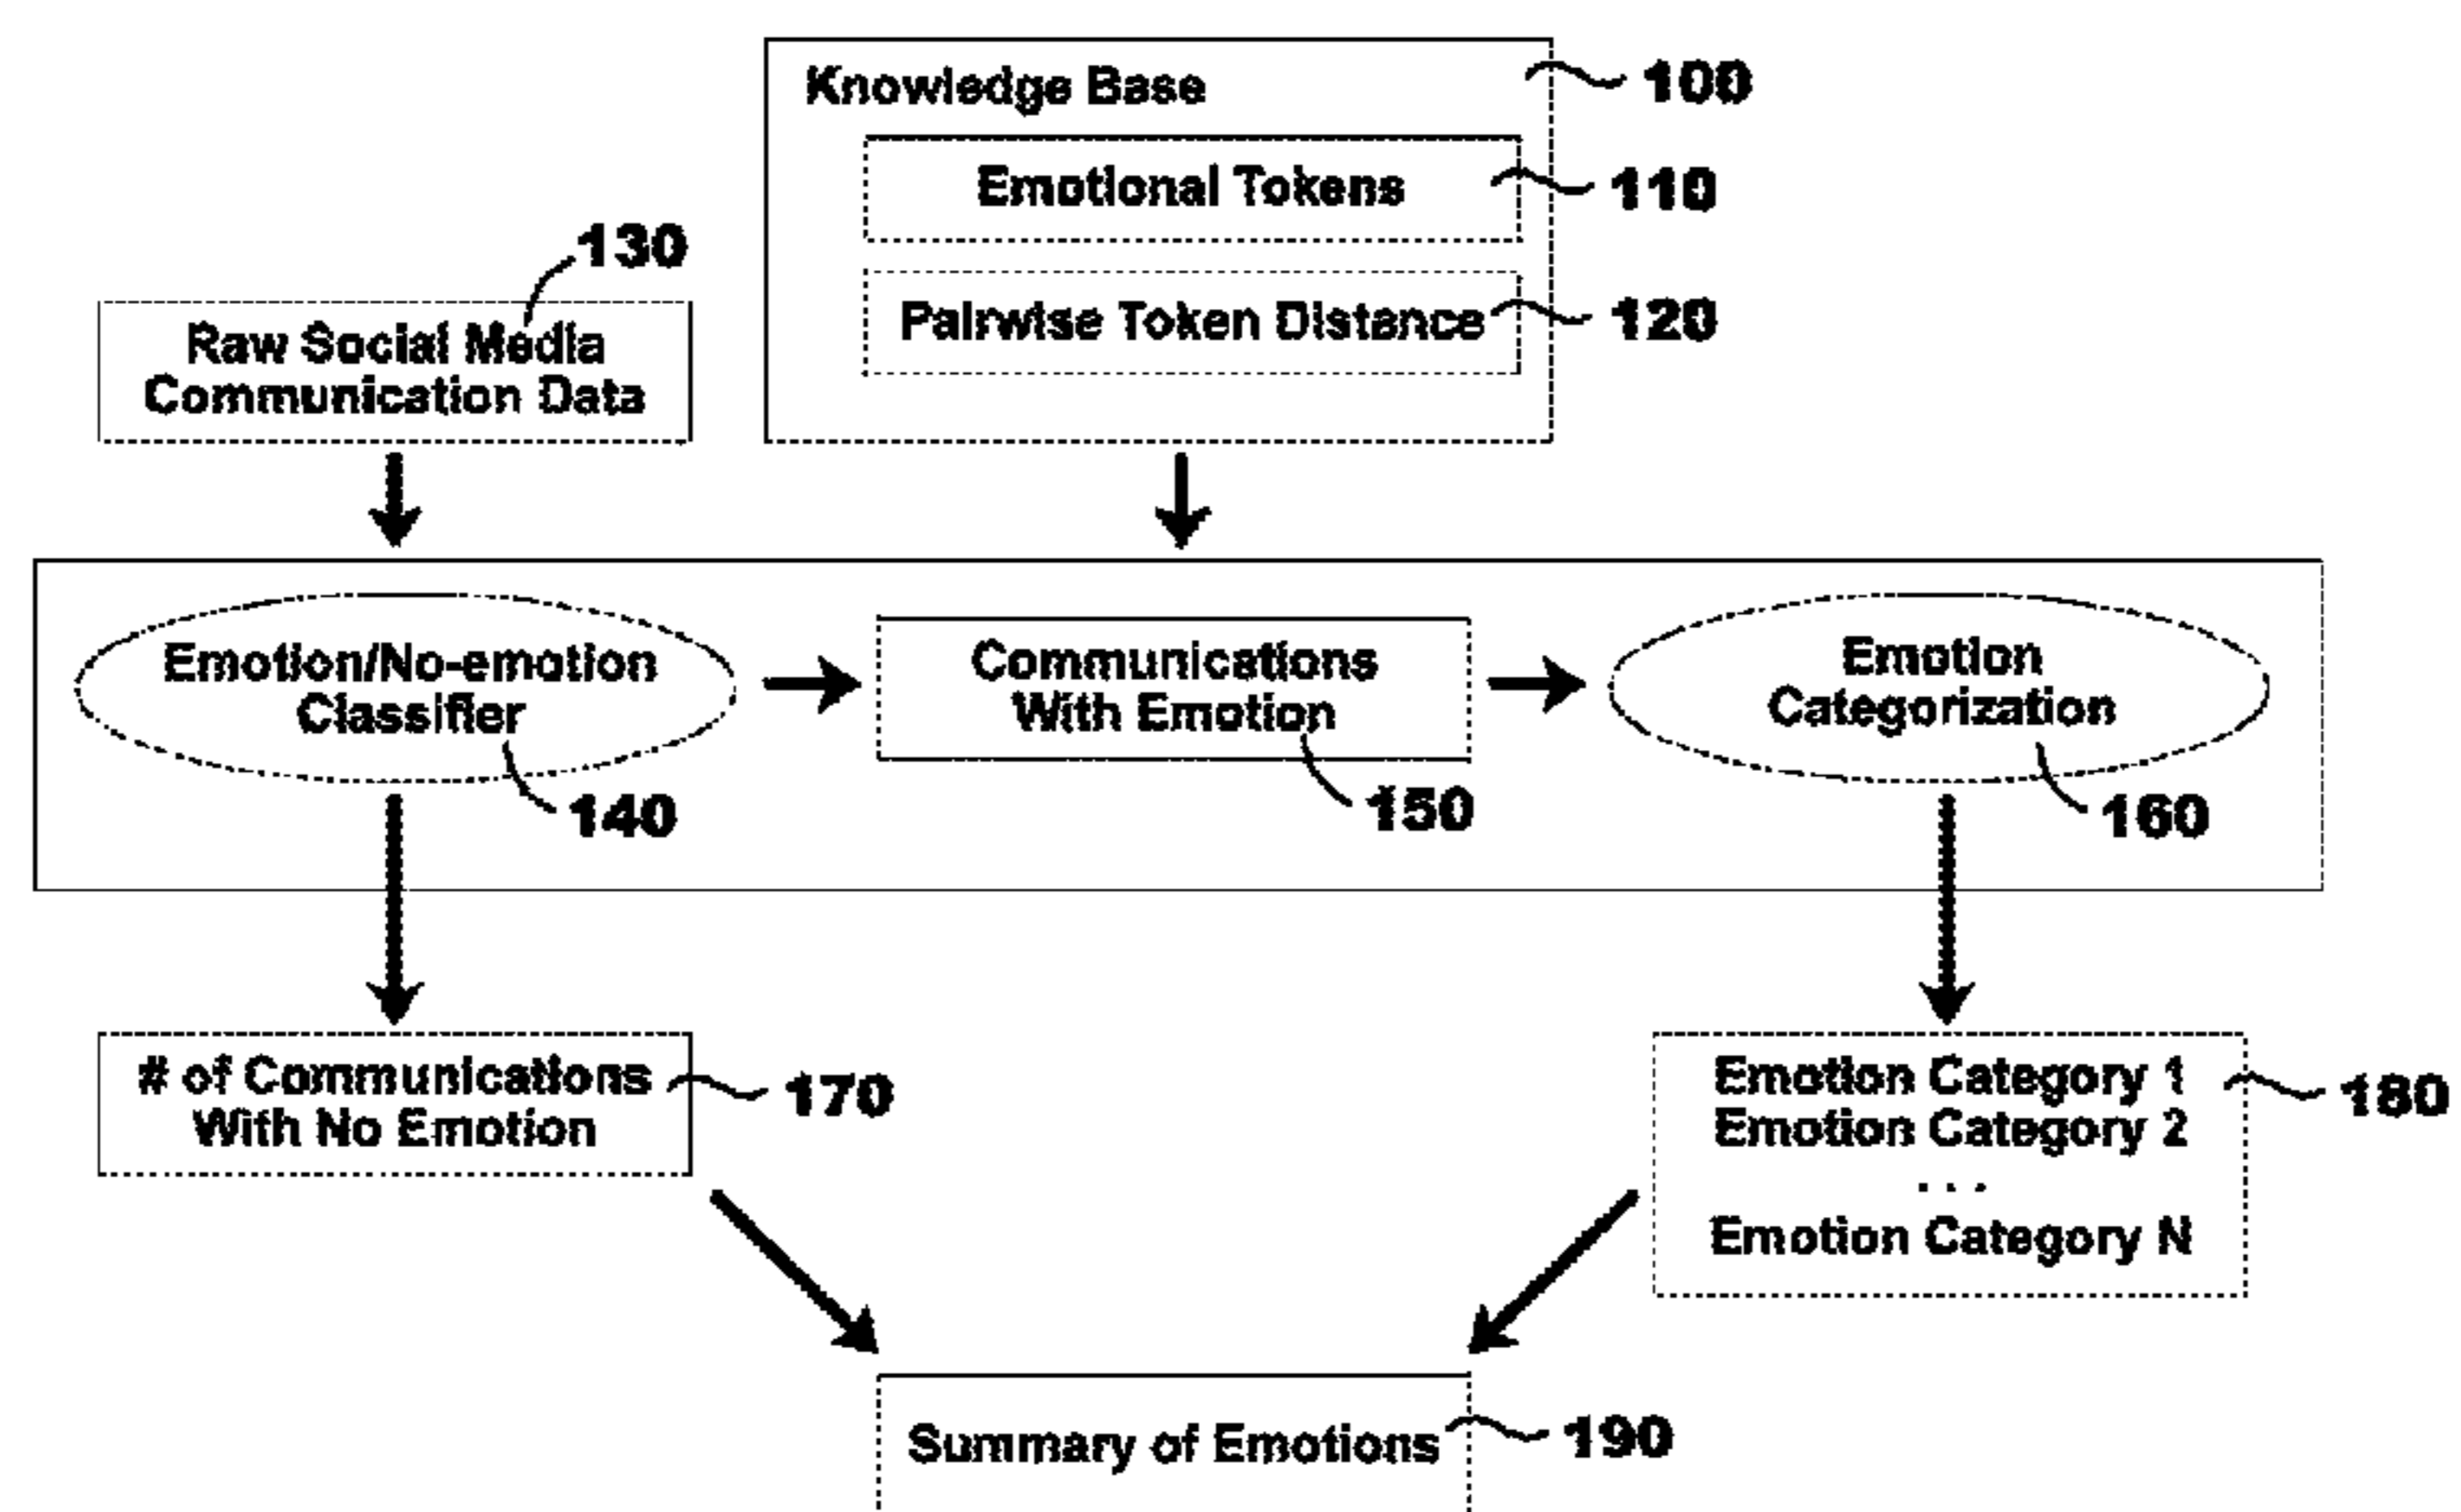 Knowledge Base
100
Emotional Tokens
110
Pairwise Token Distance
120
130
Raw Social Media
Communication Data
Emotion/No-emotion
Classifier
140
Communications
With Emotion
150
Emotion
Categorization
160
# of Communications
With No Emotion
170
Emotion Category 1
Emotion Category 2
. . .
Emotion Category N
180
Summary of Emotions
190